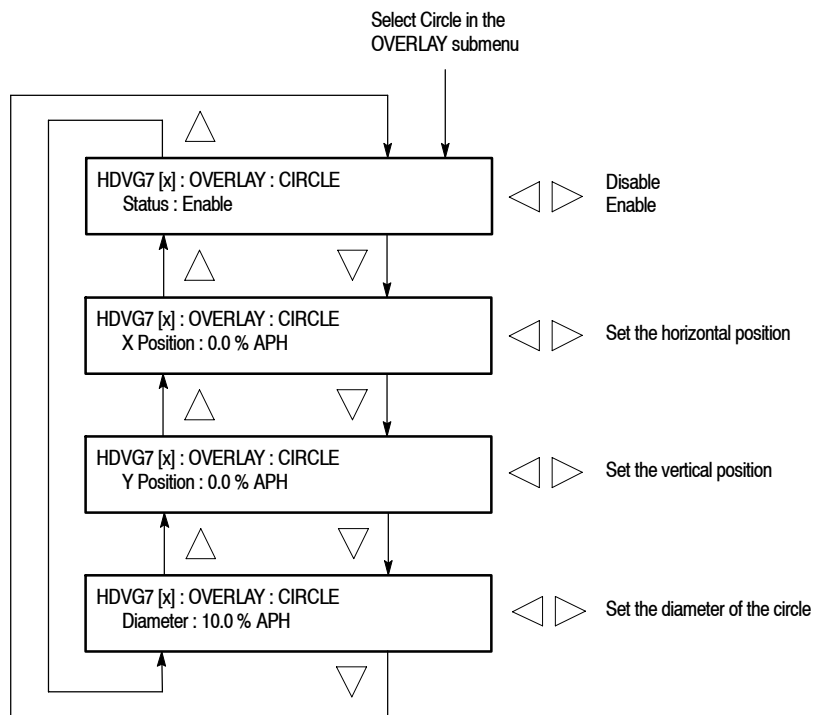 Select Circle in the
OVERLAY submenu
HDVG7 [x] : OVERLAY : CIRCLE
Status : Enable
Disable
Enable
HDVG7 [x] : OVERLAY : CIRCLE
X Position : 0.0 % APH
Set the horizontal position
HDVG7 [x] : OVERLAY : CIRCLE
Y Position : 0.0 % APH
Set the vertical position
HDVG7 [x] : OVERLAY : CIRCLE
Diameter : 10.0 % APH
Set the diameter of the circle